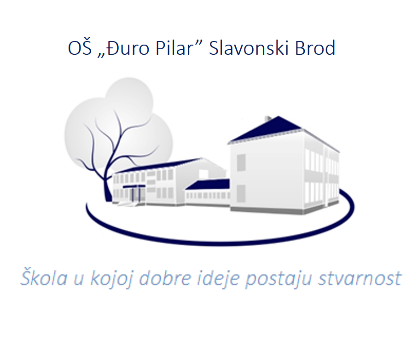 OŠ „Đuro Pilar” Slavonski Brod
Škola u kojoj dobre ideje postaju stvarnost